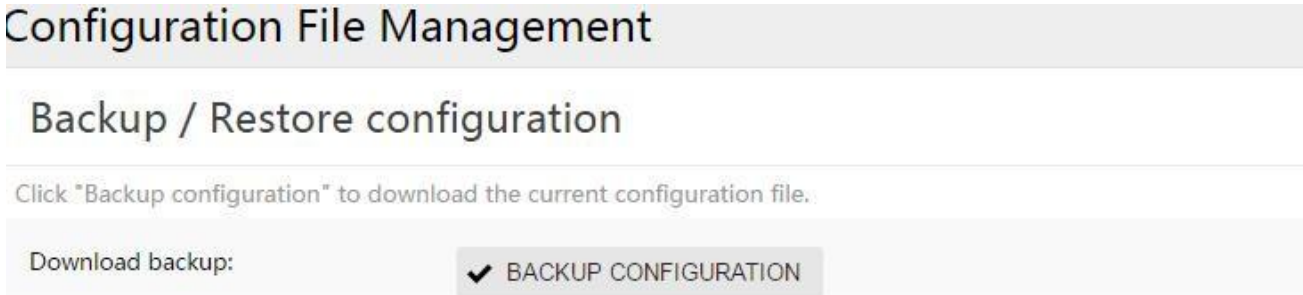 Configuration File Management
Backup / Restore configuration
Click "Backup configuration" to download the current configuration file.
Download backup:
✔ BACKUP CONFIGURATION